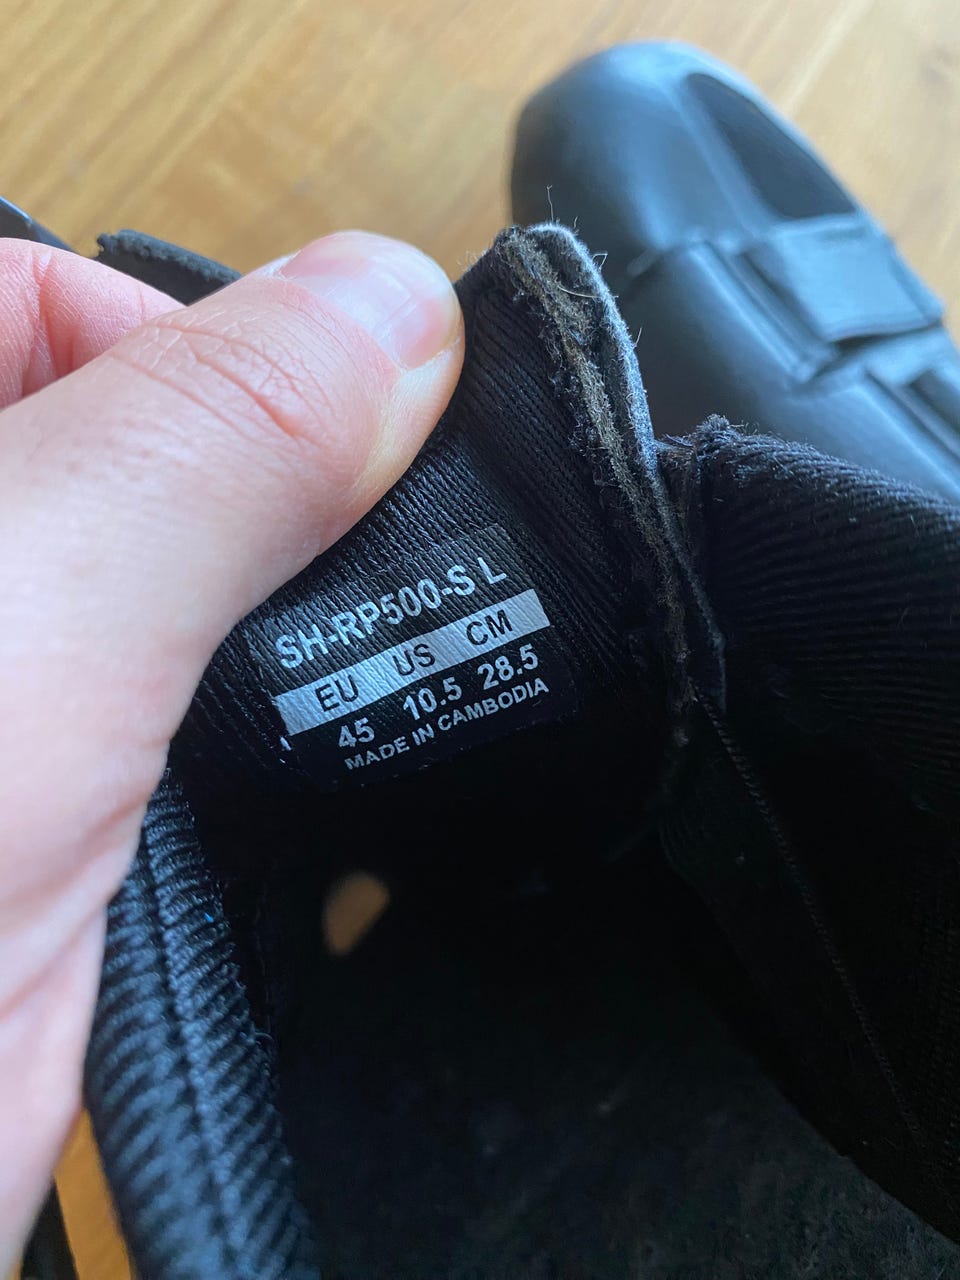 SH-RP500-S L
EU US CM
45 10.5 28.5
MADE IN CAMBODIA